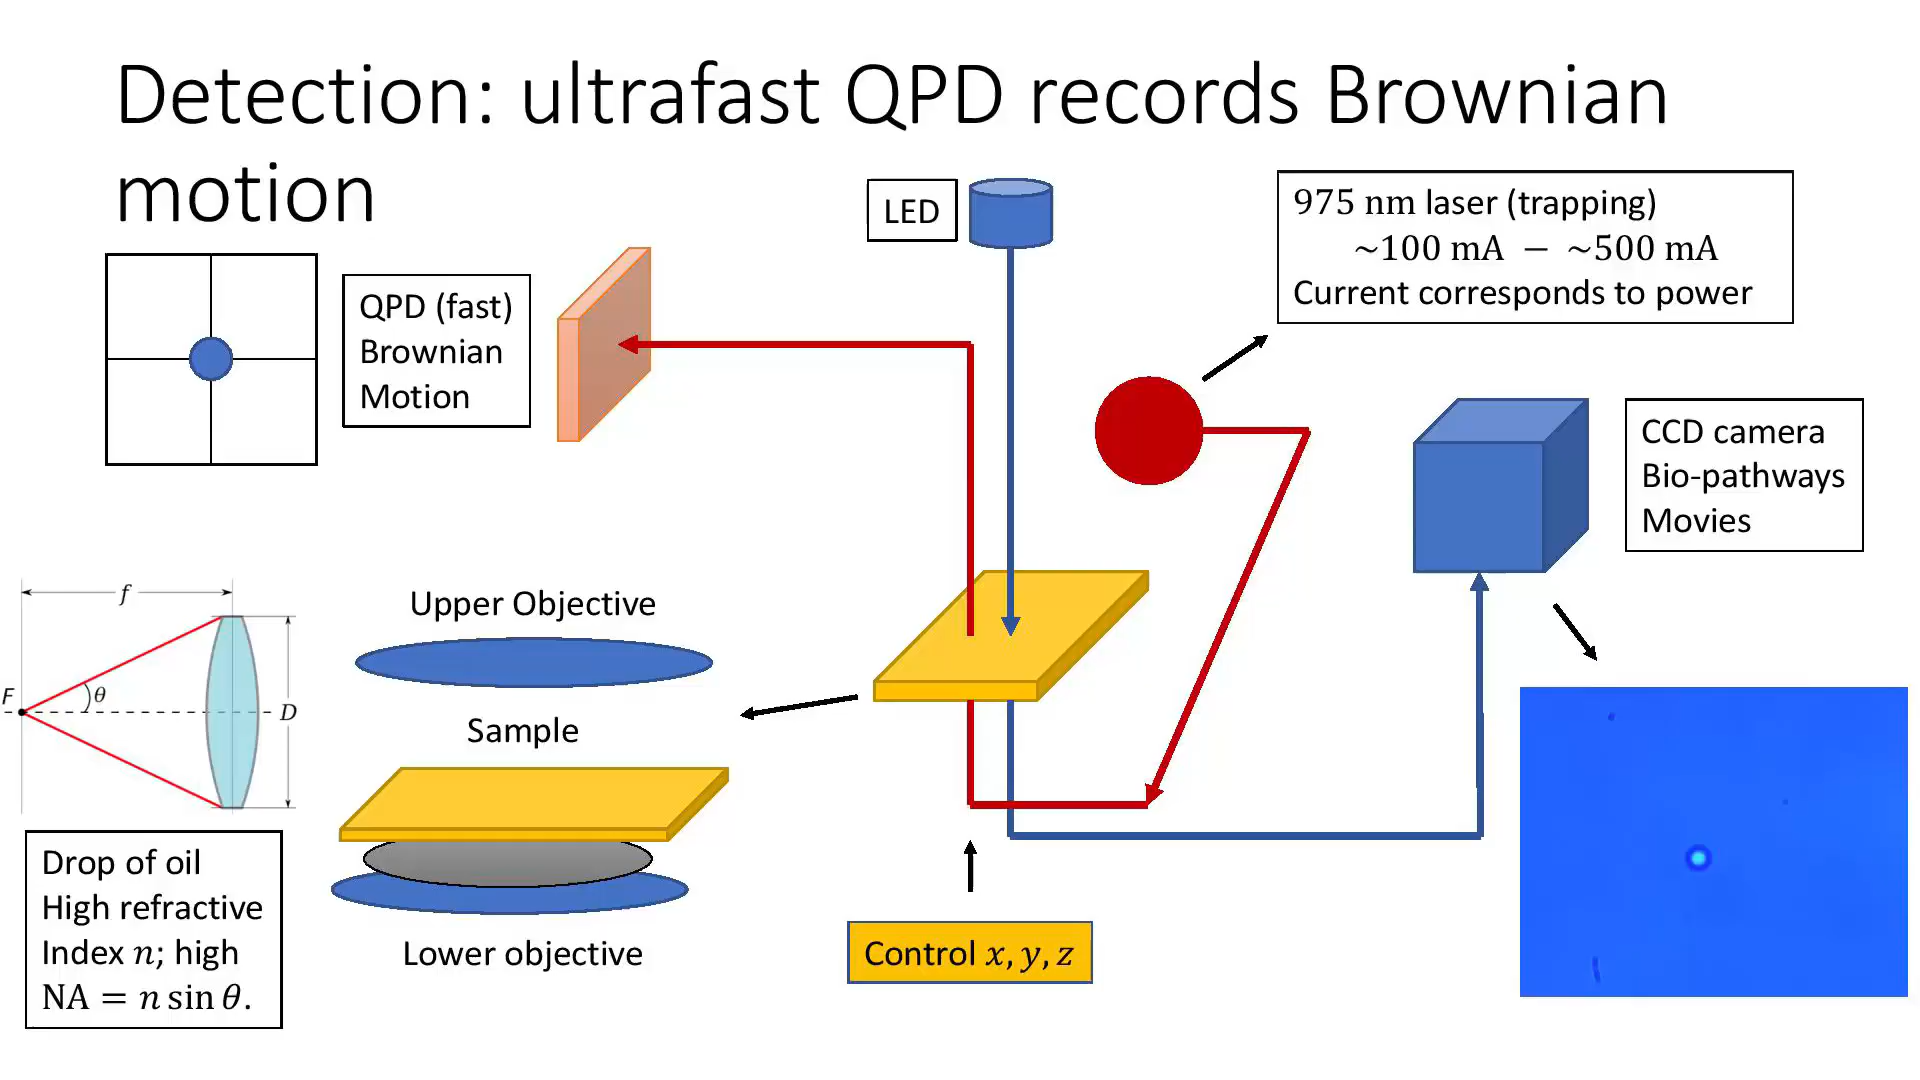 Detection: ultrafast QPD records Brownian
motion
LED
975 nm laser (trapping)
~100 mA − ~500 mA
Current corresponds to power
QPD (fast)
Brownian
Motion
CCD camera
Bio-pathways
Movies
f
F
θ
D
Upper Objective
Sample
Lower objective
Drop of oil
High refractive
Index n; high
NA = n sin θ.
Control x, y, z